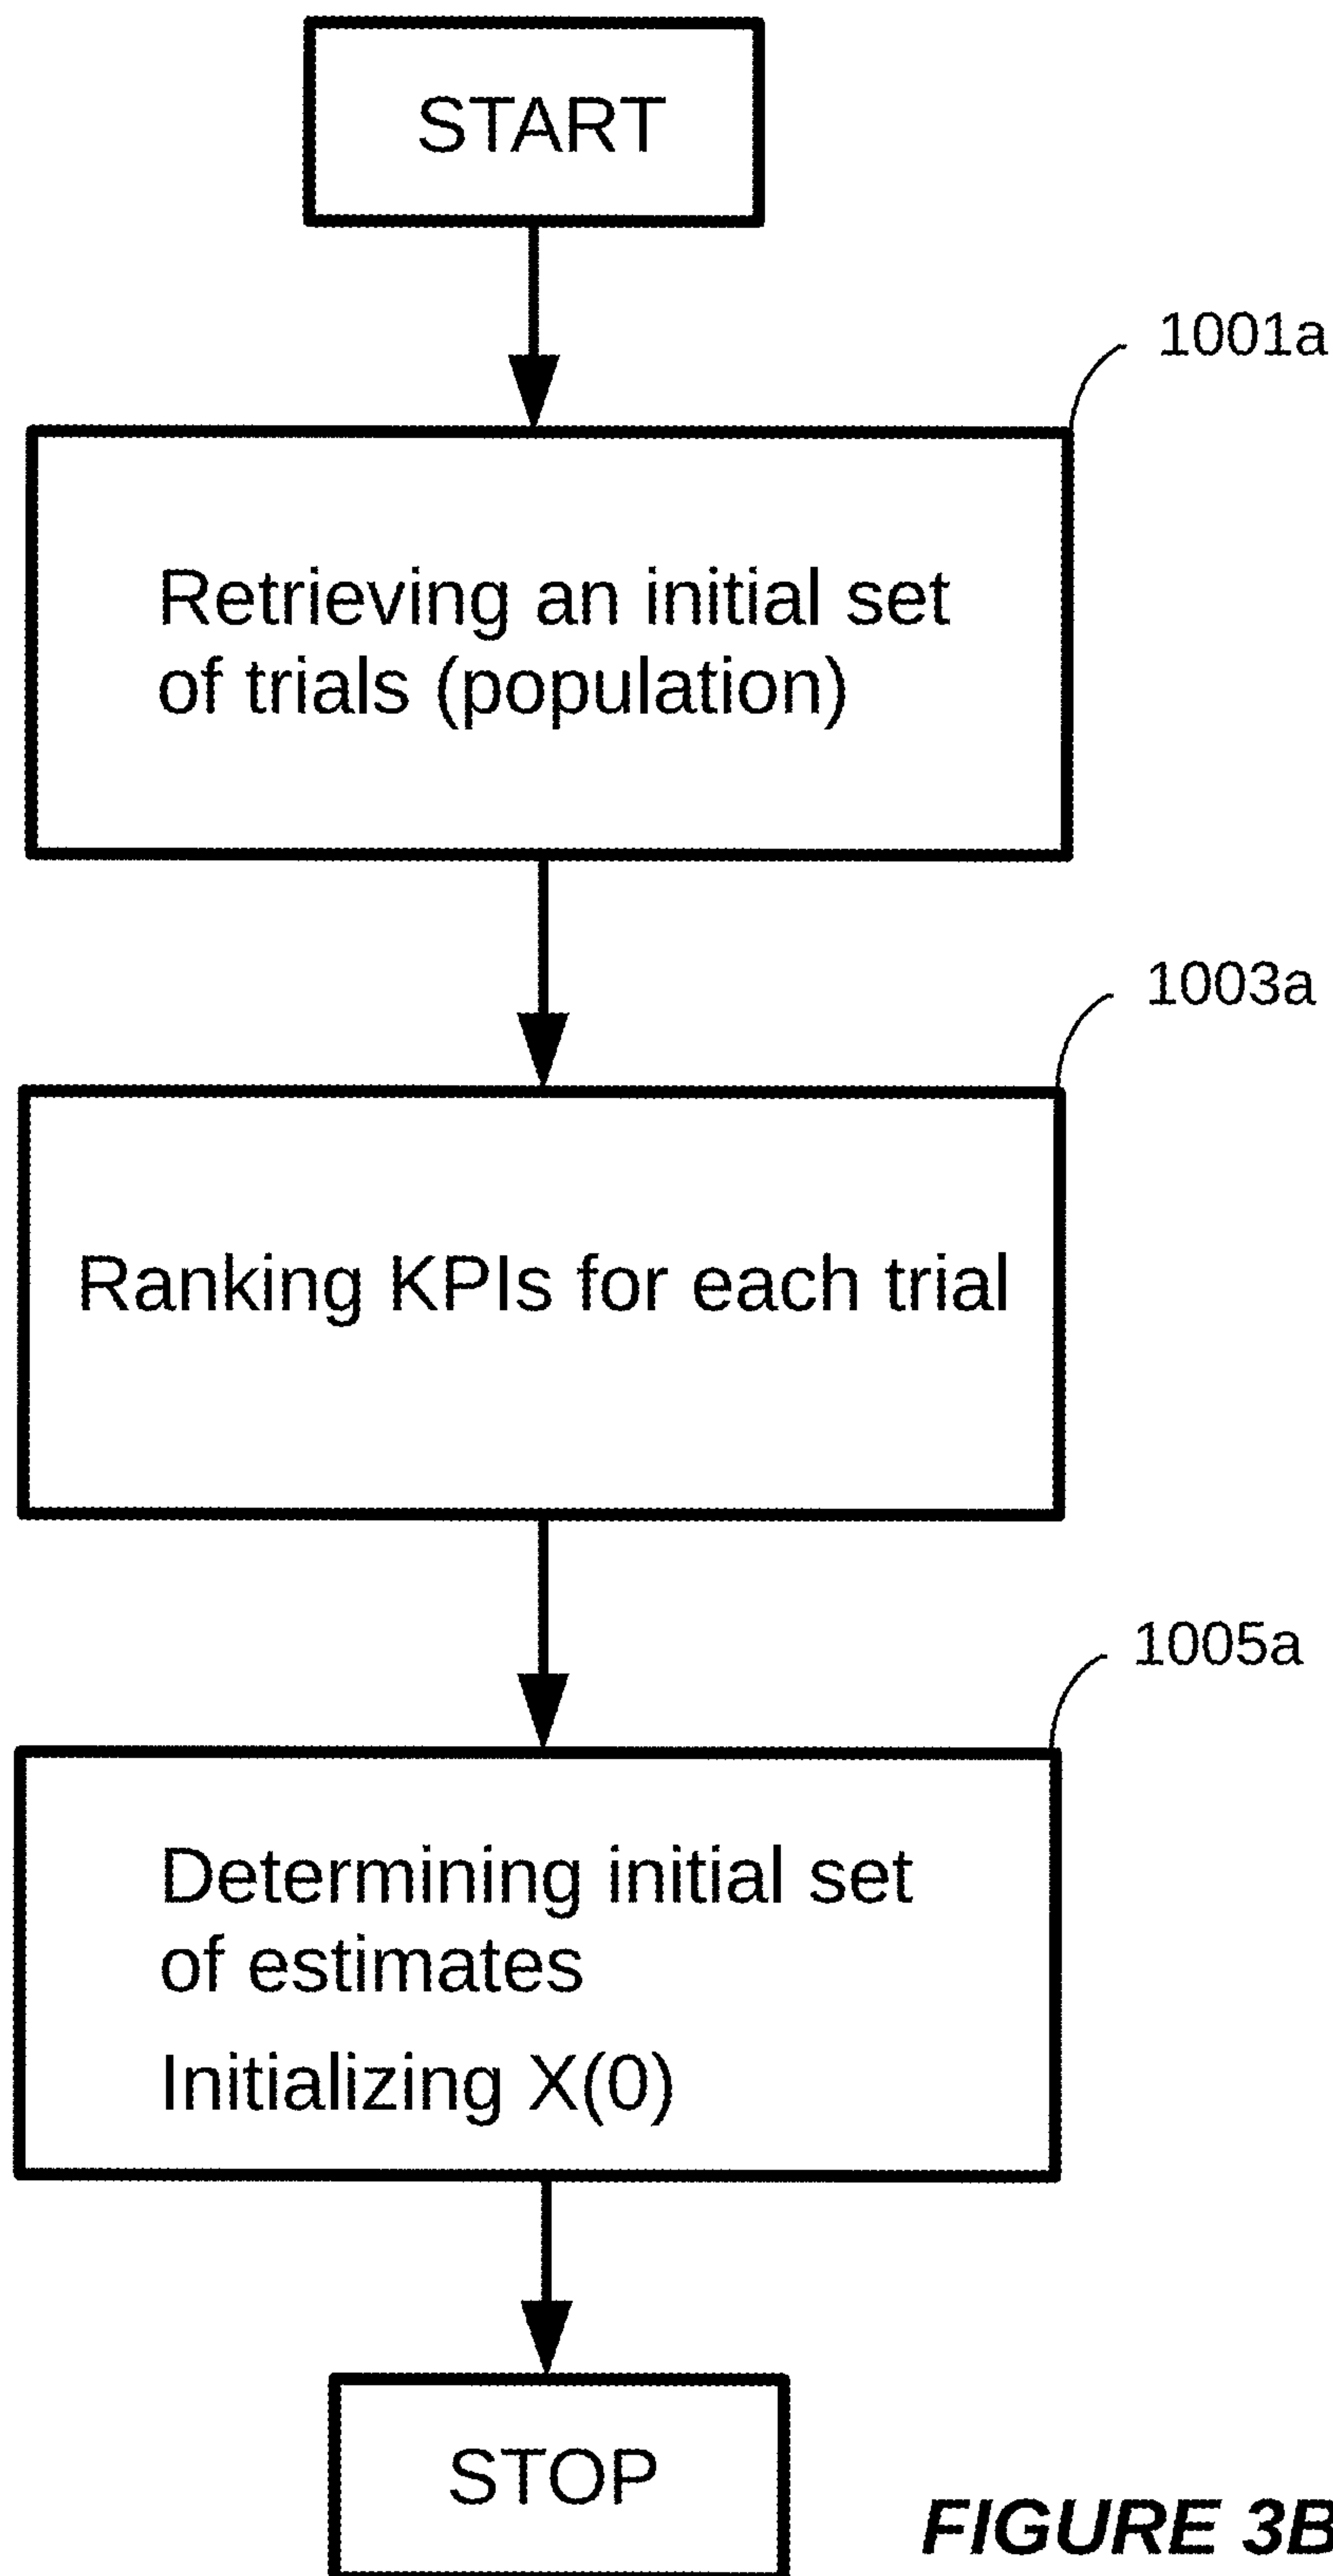 START
1001a
Retrieving an initial set
of trials (population)
1003a
Ranking KPIs for each trial
1005a
Determining initial set
of estimates
Initializing X(0)
STOP
FIGURE 3B